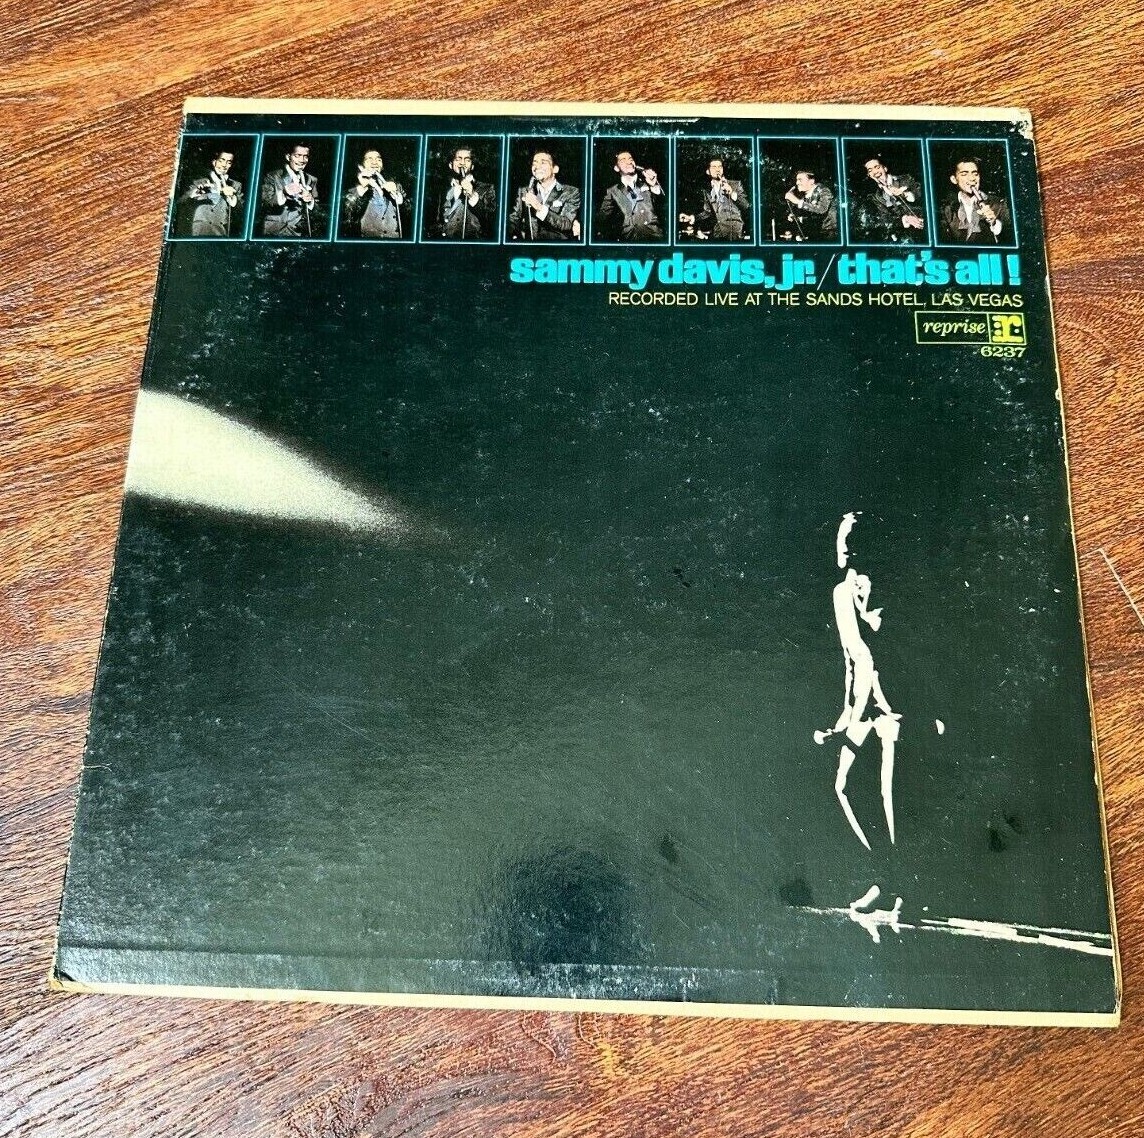 sammy davis, jr./that's all!
RECORDED LIVE AT THE SANDS HOTEL, LAS VEGAS
reprise r:
6237